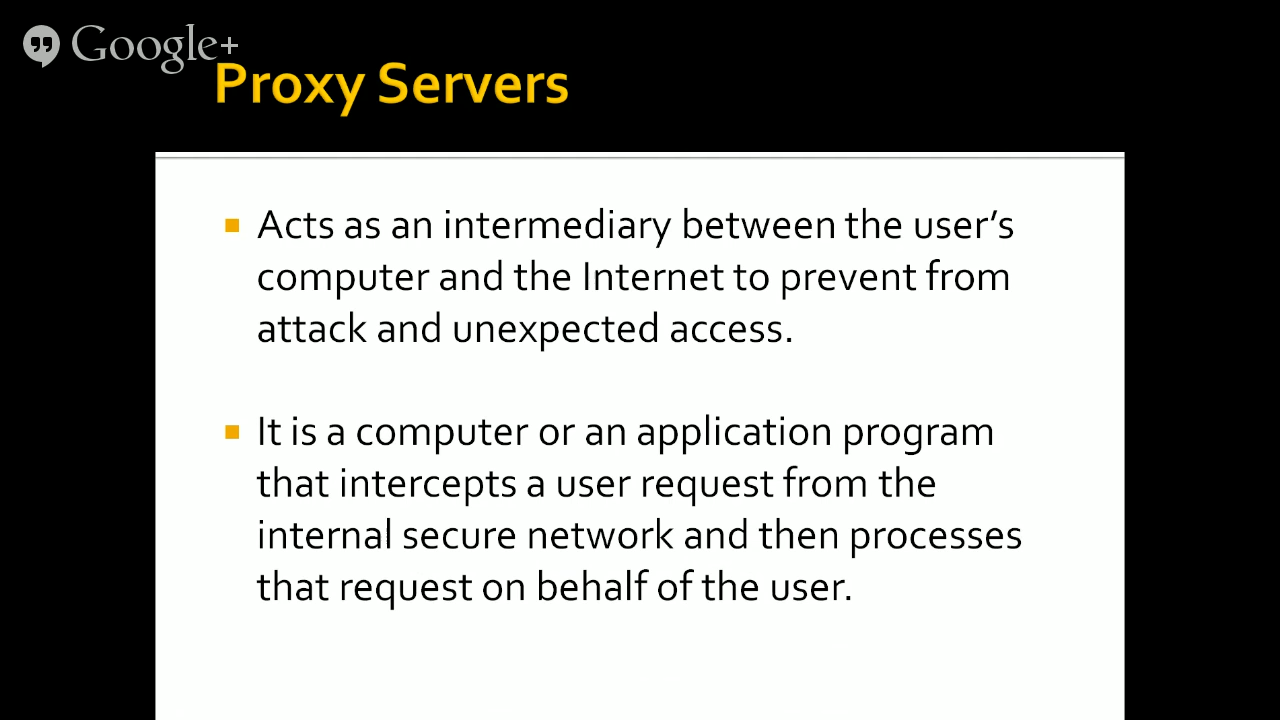 Google+
Proxy Servers
Acts as an intermediary between the user’s
computer and the Internet to prevent from
attack and unexpected access.
It is a computer or an application program
that intercepts a user request from the
internal secure network and then processes
that request on behalf of the user.